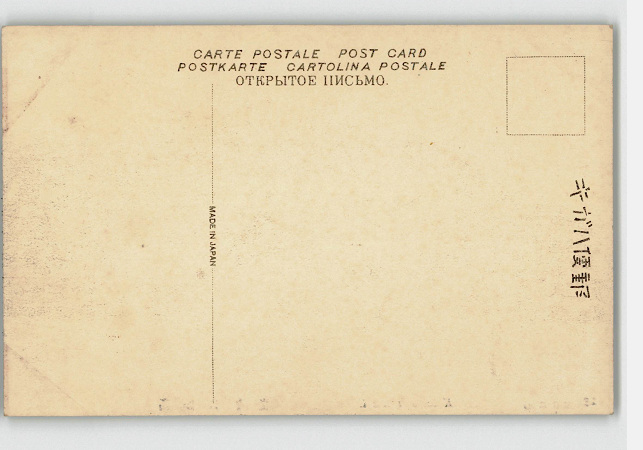 CARTE POSTALE POST CARD
POSTKARTE CARTOLINA POSTALE
ОТКРЫТОЕ ПИСЬМО.
MADE IN JAPAN
きがは便郵